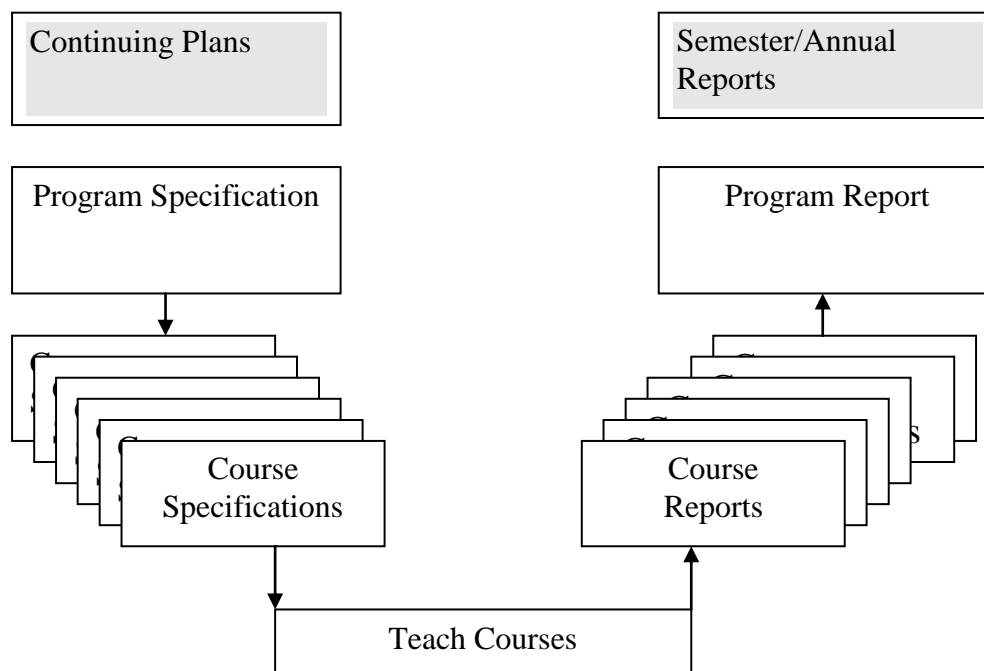 Continuing Plans
Semester/Annual
Reports
Program Specification
Program Report
Course
Specifications
Course
Reports
Teach Courses